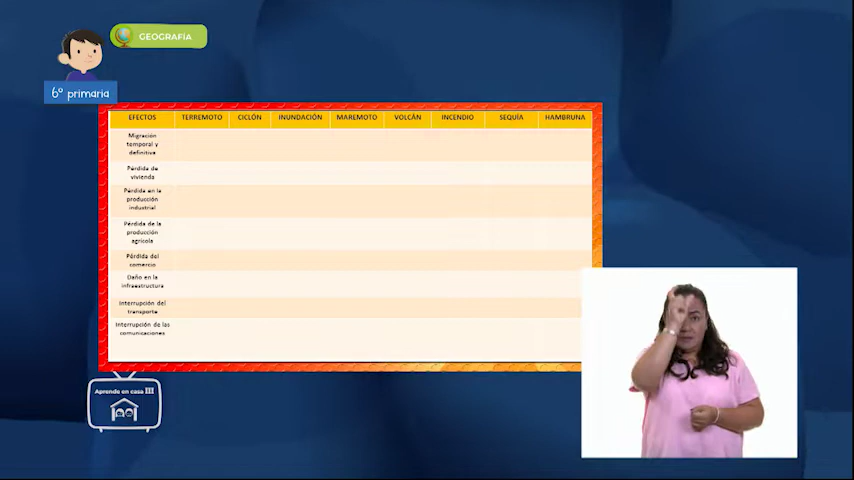 GEOGRAFÍA
6º primaria
EFECTOS TERREMOTO CICLÓN INUNDACIÓN MAREMOTO VOLCÁN INCENDIO SEQUÍA HAMBRUNA
Migración
temporal y
definitiva
Pérdida de
vivienda
Pérdida en la
producción
industrial
Pérdida de la
producción
agrícola
Pérdida del
comercio
Daño en la
infraestructura
Interrupción del
transporte
Interrupción de las
comunicaciones
Aprende en casa III